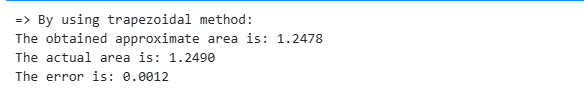 => By using trapezoidal method:
The obtained approximate area is: 1.2478
The actual area is: 1.2490
The error is: 0.0012